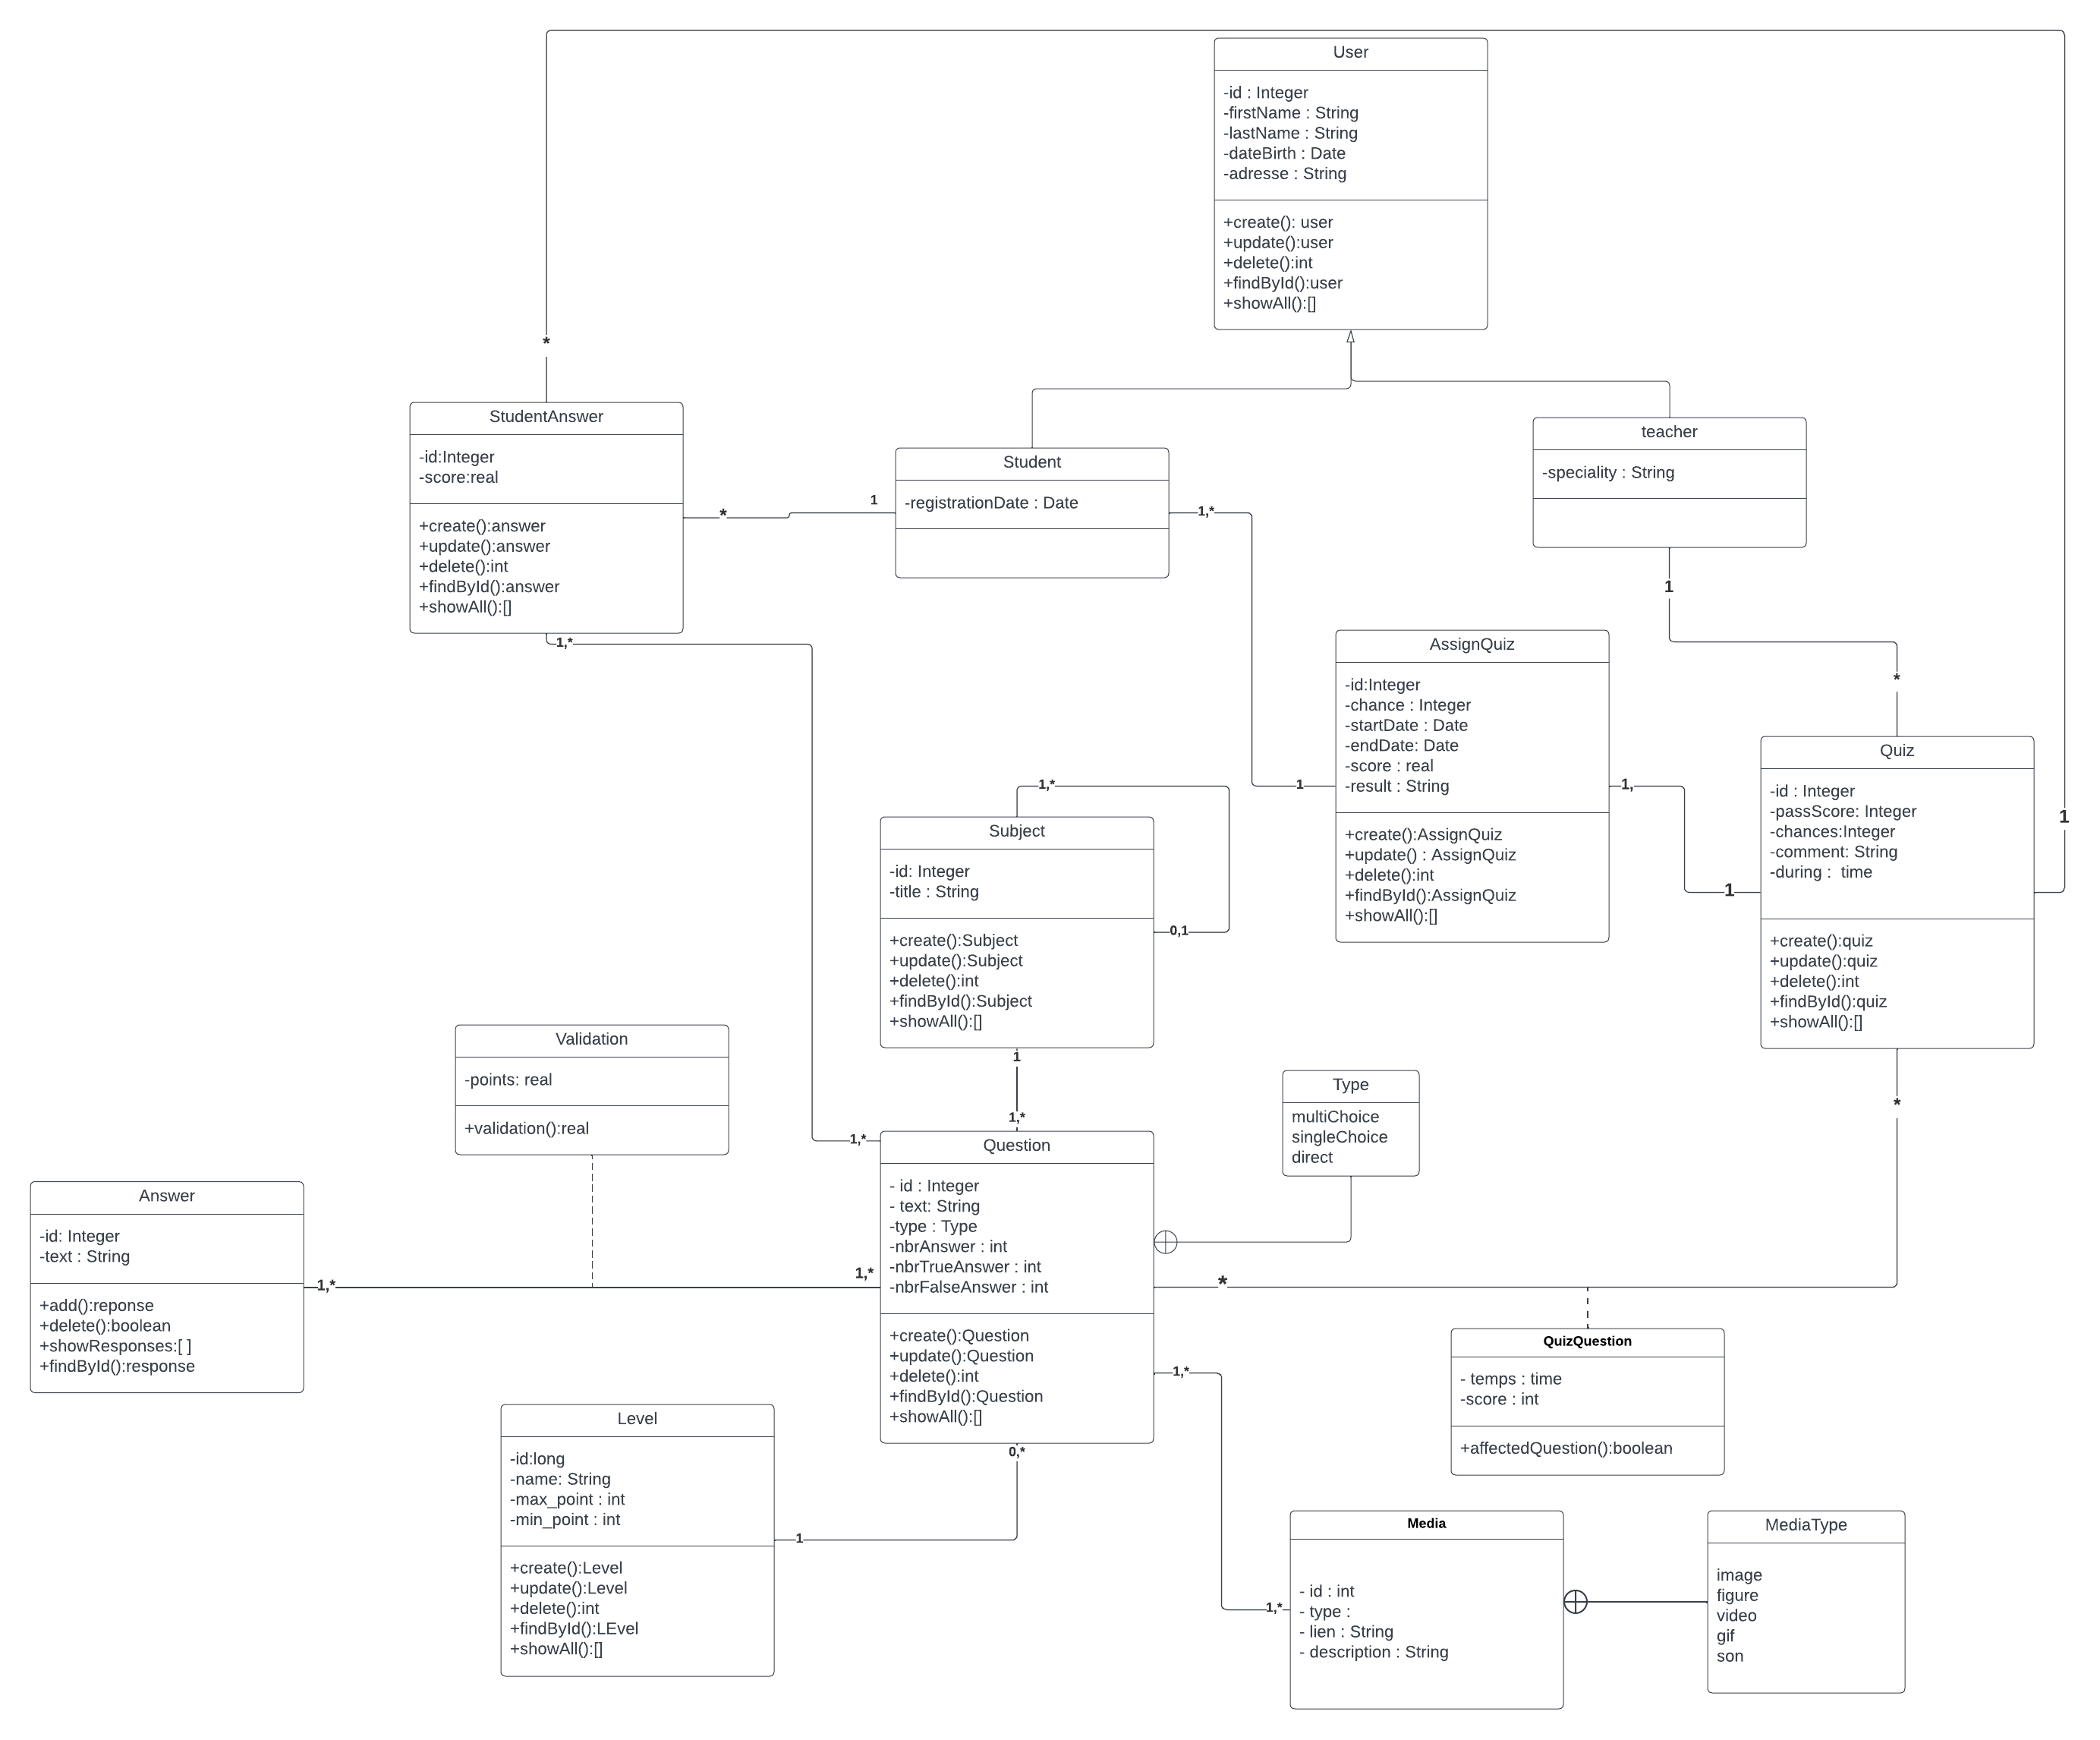 User
-id : Integer
-firstName : String
-lastName : String
-dateBirth : Date
-adresse : String
+create(): user
+update():user
+delete():int
+findById():user
+showAll():[]
*
StudentAnswer
-id:Integer
-score:real
+create():answer
+update():answer
+delete():int
+findById():answer
+showAll():[]
*
1
1,*
Student
-registrationDate : Date
1,*
teacher
-speciality : String
1
*
AssignQuiz
-id:Integer
-chance : Integer
-startDate : Date
-endDate: Date
-score : real
-result : String
+create():AssignQuiz
+update() : AssignQuiz
+delete():int
+findById():AssignQuiz
+showAll():[]
1
1,
1
Quiz
-id : Integer
-passScore: Integer
-chances:Integer
-comment: String
-during :  time
+create():quiz
+update():quiz
+delete():int
+findById():quiz
+showAll():[]
1
*
1,*
Subject
-id: Integer
-title : String
+create():Subject
+update():Subject
+delete():int
+findById():Subject
+showAll():[]
0,1
1
1,*
1,*
Validation
-points: real
+validation():real
Type
multiChoice
singleChoice
direct
Answer
-id: Integer
-text : String
+add():reponse
+delete():boolean
+showResponses:[ ]
+findById():response
1,*
1,*
Question
- id : Integer
- text: String
-type : Type
-nbrAnswer : int
-nbrTrueAnswer : int
-nbrFalseAnswer : int
+create():Question
+update():Question
+delete():int
+findById():Question
+showAll():[]
*
1,*
0,*
QuizQuestion
- temps : time
-score : int
+affectedQuestion():boolean
Level
-id:long
-name: String
-max_point : int
-min_point : int
+create():Level
+update():Level
+delete():int
+findById():LEvel
+showAll():[]
1
1,*
Media
- id : int
- type :
- lien : String
- description : String
MediaType
image
figure
video
gif
son